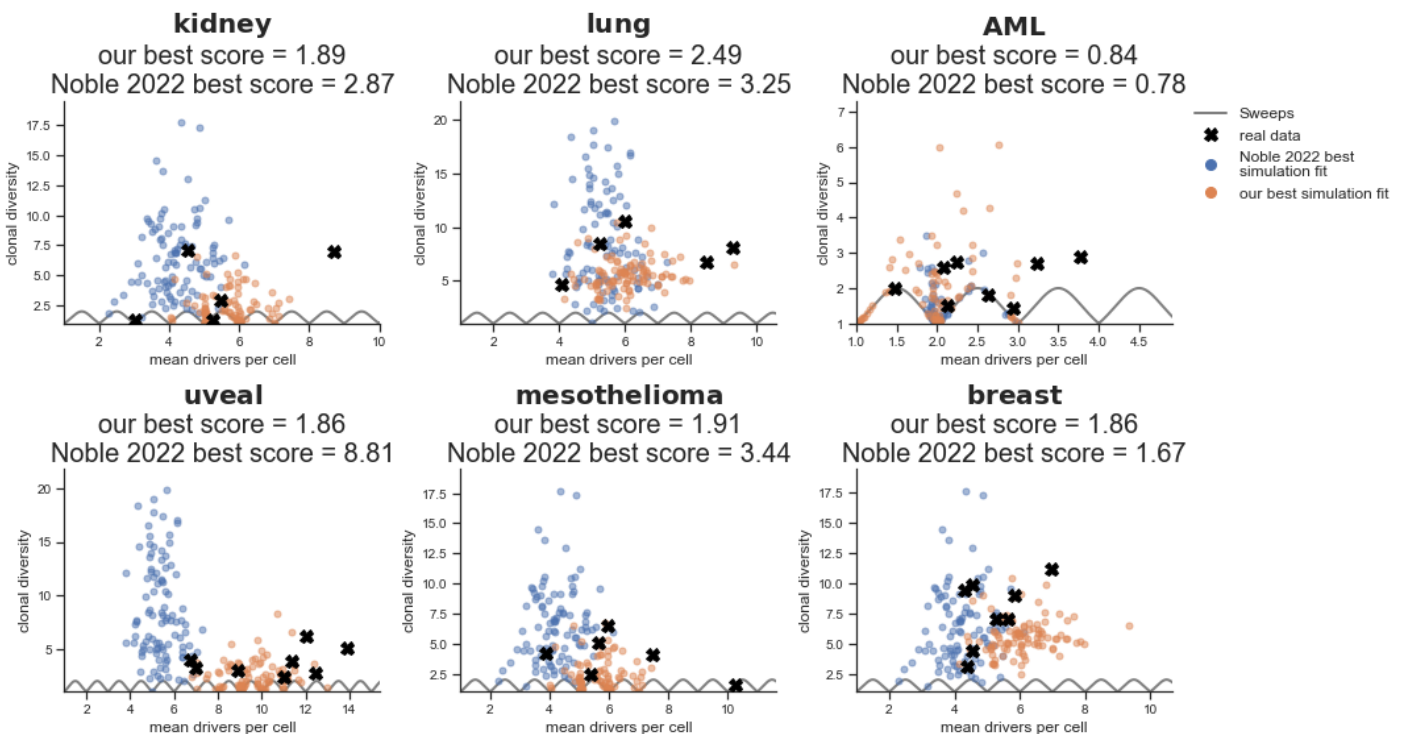 kidney
our best score = 1.89
Noble 2022 best score = 2.87
clonal diversity
17.5
15.0
12.5
10.0
7.5
5.0
2.5
2
4
6
8
10
mean drivers per cell
lung
our best score = 2.49
Noble 2022 best score = 3.25
clonal diversity
20
15
10
5
2
4
6
8
10
mean drivers per cell
AML
our best score = 0.84
Noble 2022 best score = 0.78
clonal diversity
7
6
5
4
3
2
1
1.0
1.5
2.0
2.5
3.0
3.5
4.0
4.5
mean drivers per cell
Sweeps
real data
Noble 2022 best
simulation fit
our best simulation fit
uveal
our best score = 1.86
Noble 2022 best score = 8.81
clonal diversity
20
15
10
5
2
4
6
8
10
12
14
mean drivers per cell
mesothelioma
our best score = 1.91
Noble 2022 best score = 3.44
clonal diversity
17.5
15.0
12.5
10.0
7.5
5.0
2.5
2
4
6
8
10
mean drivers per cell
breast
our best score = 1.86
Noble 2022 best score = 1.67
clonal diversity
17.5
15.0
12.5
10.0
7.5
5.0
2.5
2
4
6
8
10
mean drivers per cell